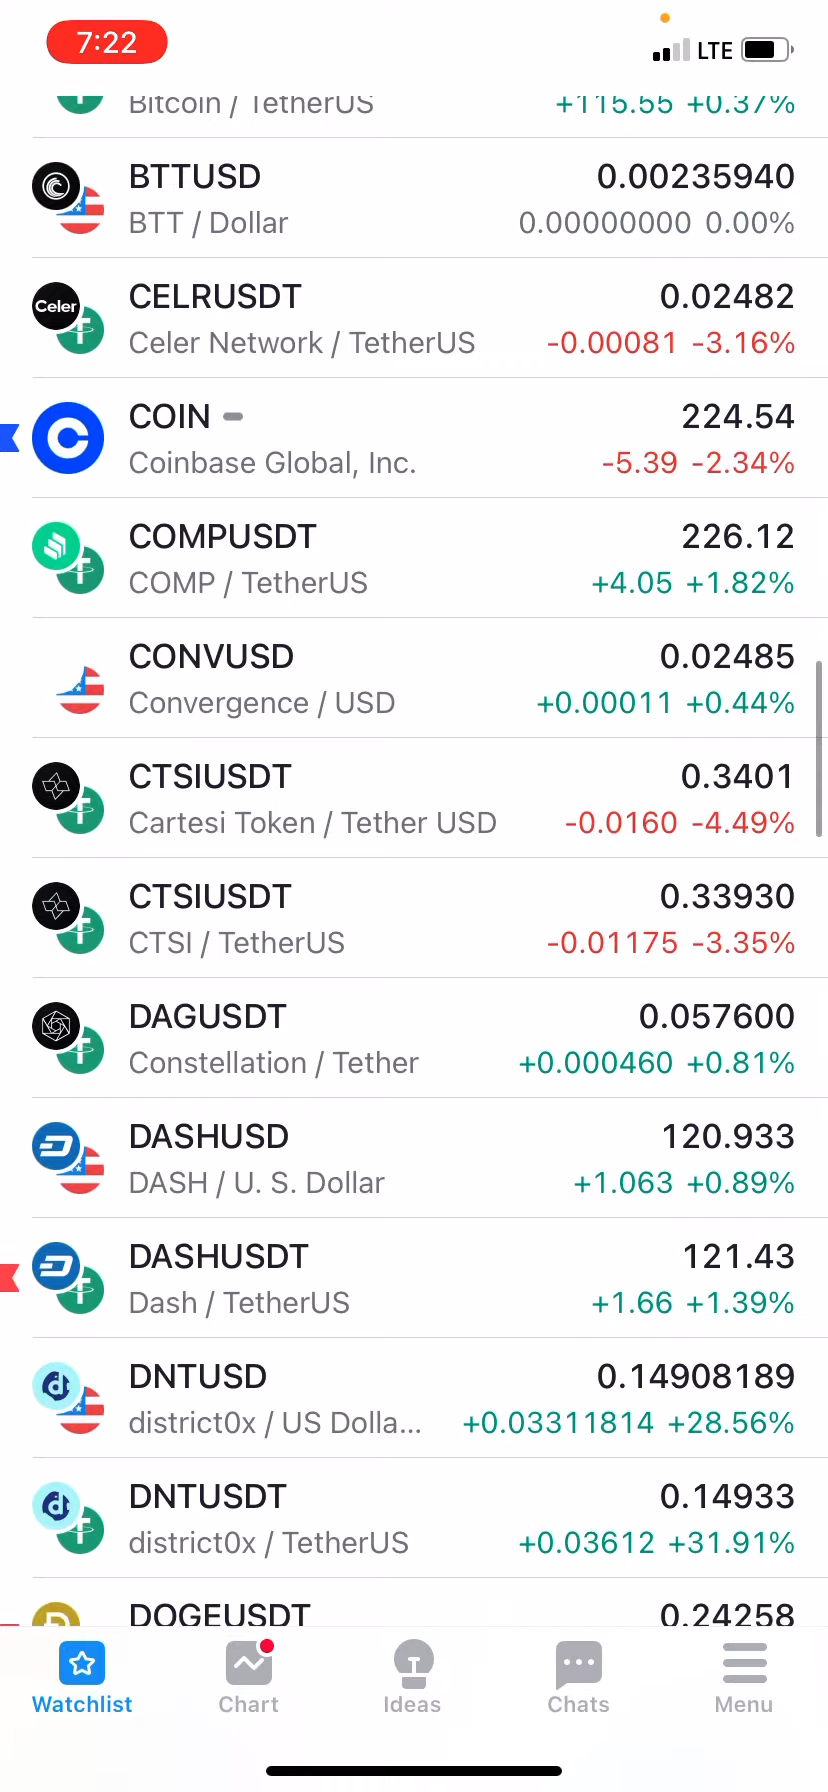 7:22 LTE
Bitcoin / TetherUS +115.55 +0.37%
BTTUSD 0.00235940
BTT / Dollar 0.00000000 0.00%
Celer CELRUSDT 0.02482
Celer Network / TetherUS -0.00081 -3.16%
COIN 224.54
Coinbase Global, Inc. -5.39 -2.34%
COMPUSDT 226.12
COMP / TetherUS +4.05 +1.82%
CONVUSD 0.02485
Convergence / USD +0.00011 +0.44%
CTSIUSDT 0.3401
Cartesi Token / Tether USD -0.0160 -4.49%
CTSIUSDT 0.33930
CTSI / TetherUS -0.01175 -3.35%
DAGUSDT 0.057600
Constellation / Tether +0.000460 +0.81%
DASHUSD 120.933
DASH / U. S. Dollar +1.063 +0.89%
DASHUSDT 121.43
Dash / TetherUS +1.66 +1.39%
DNTUSD 0.14908189
district0x / US Dolla... +0.03311814 +28.56%
DNTUSDT 0.14933
district0x / TetherUS +0.03612 +31.91%
DOGEUSDT 0.24258
Watchlist Chart Ideas Chats Menu